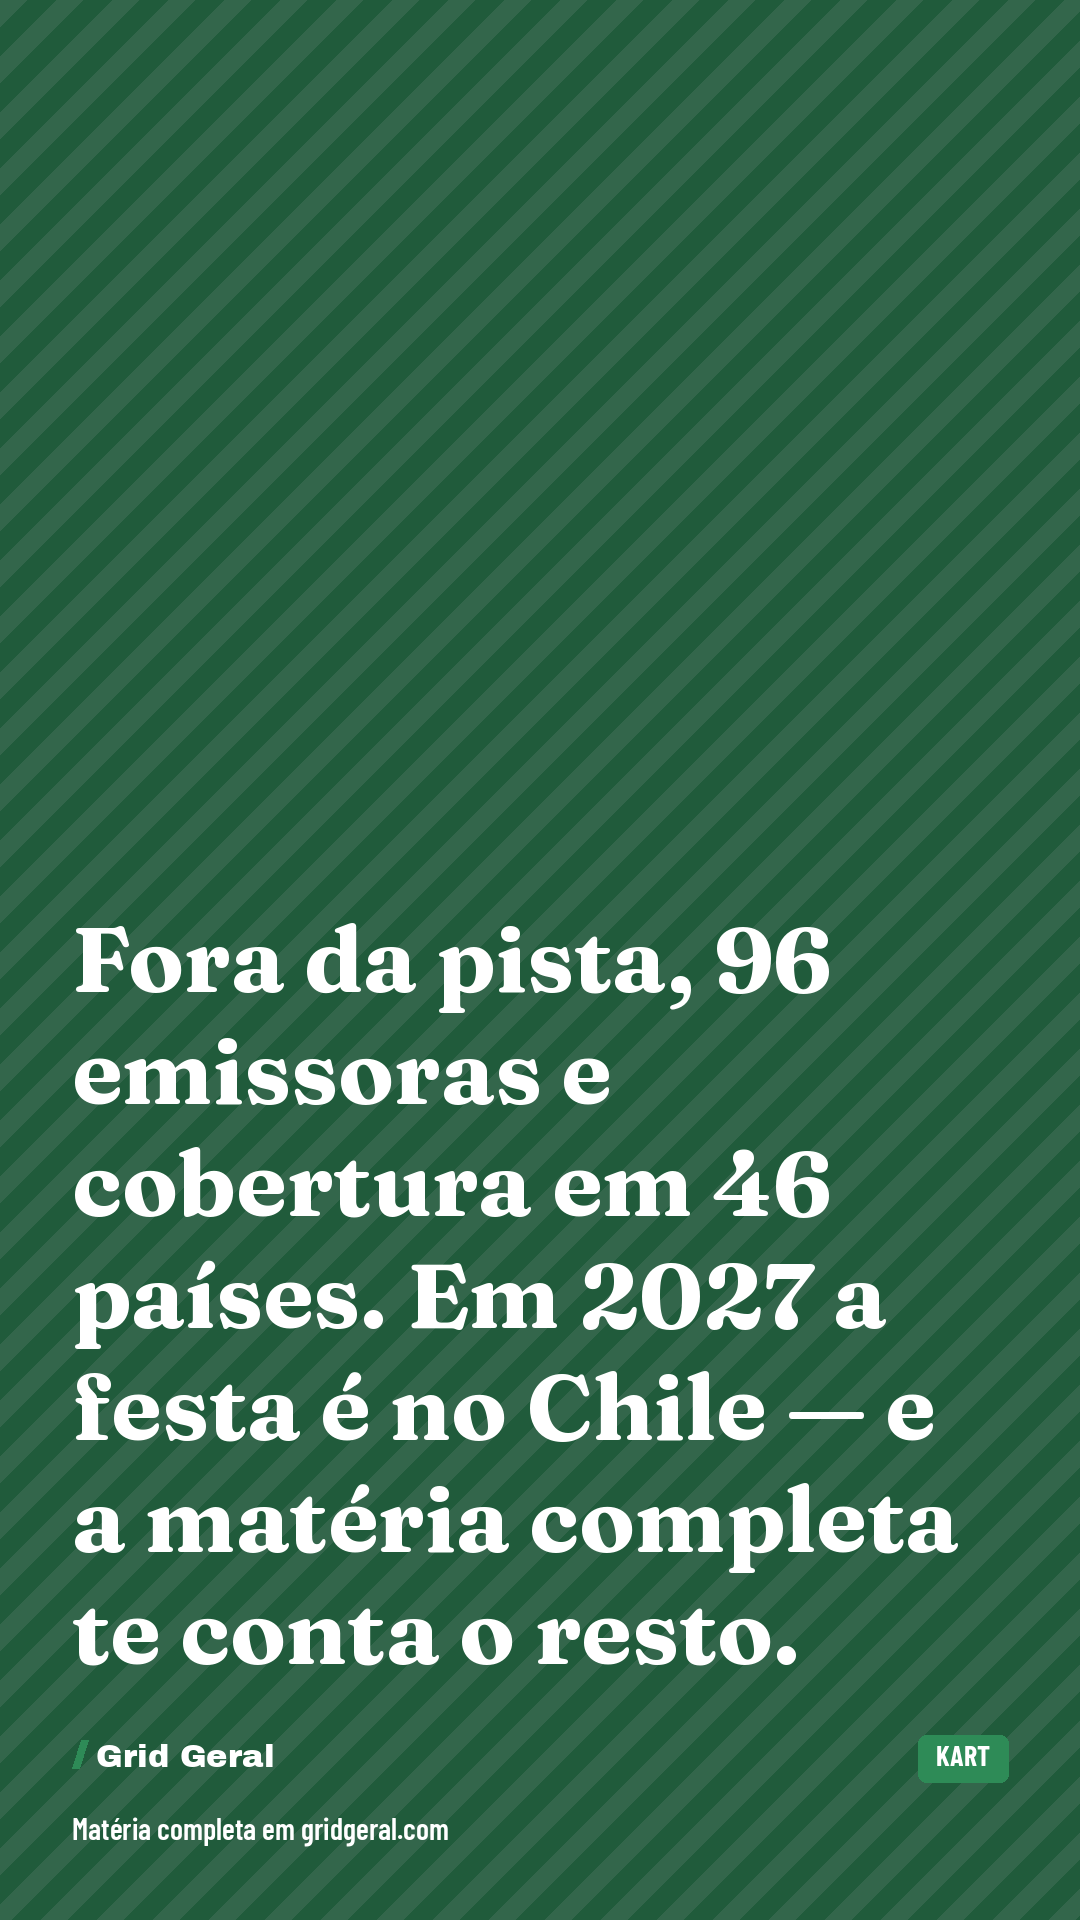 Fora da pista, 96
emissoras e
cobertura em 46
países. Em 2027 a
festa é no Chile — e
a matéria completa
te conta o resto.
/ Grid Geral
KART
Matéria completa em gridgeral.com